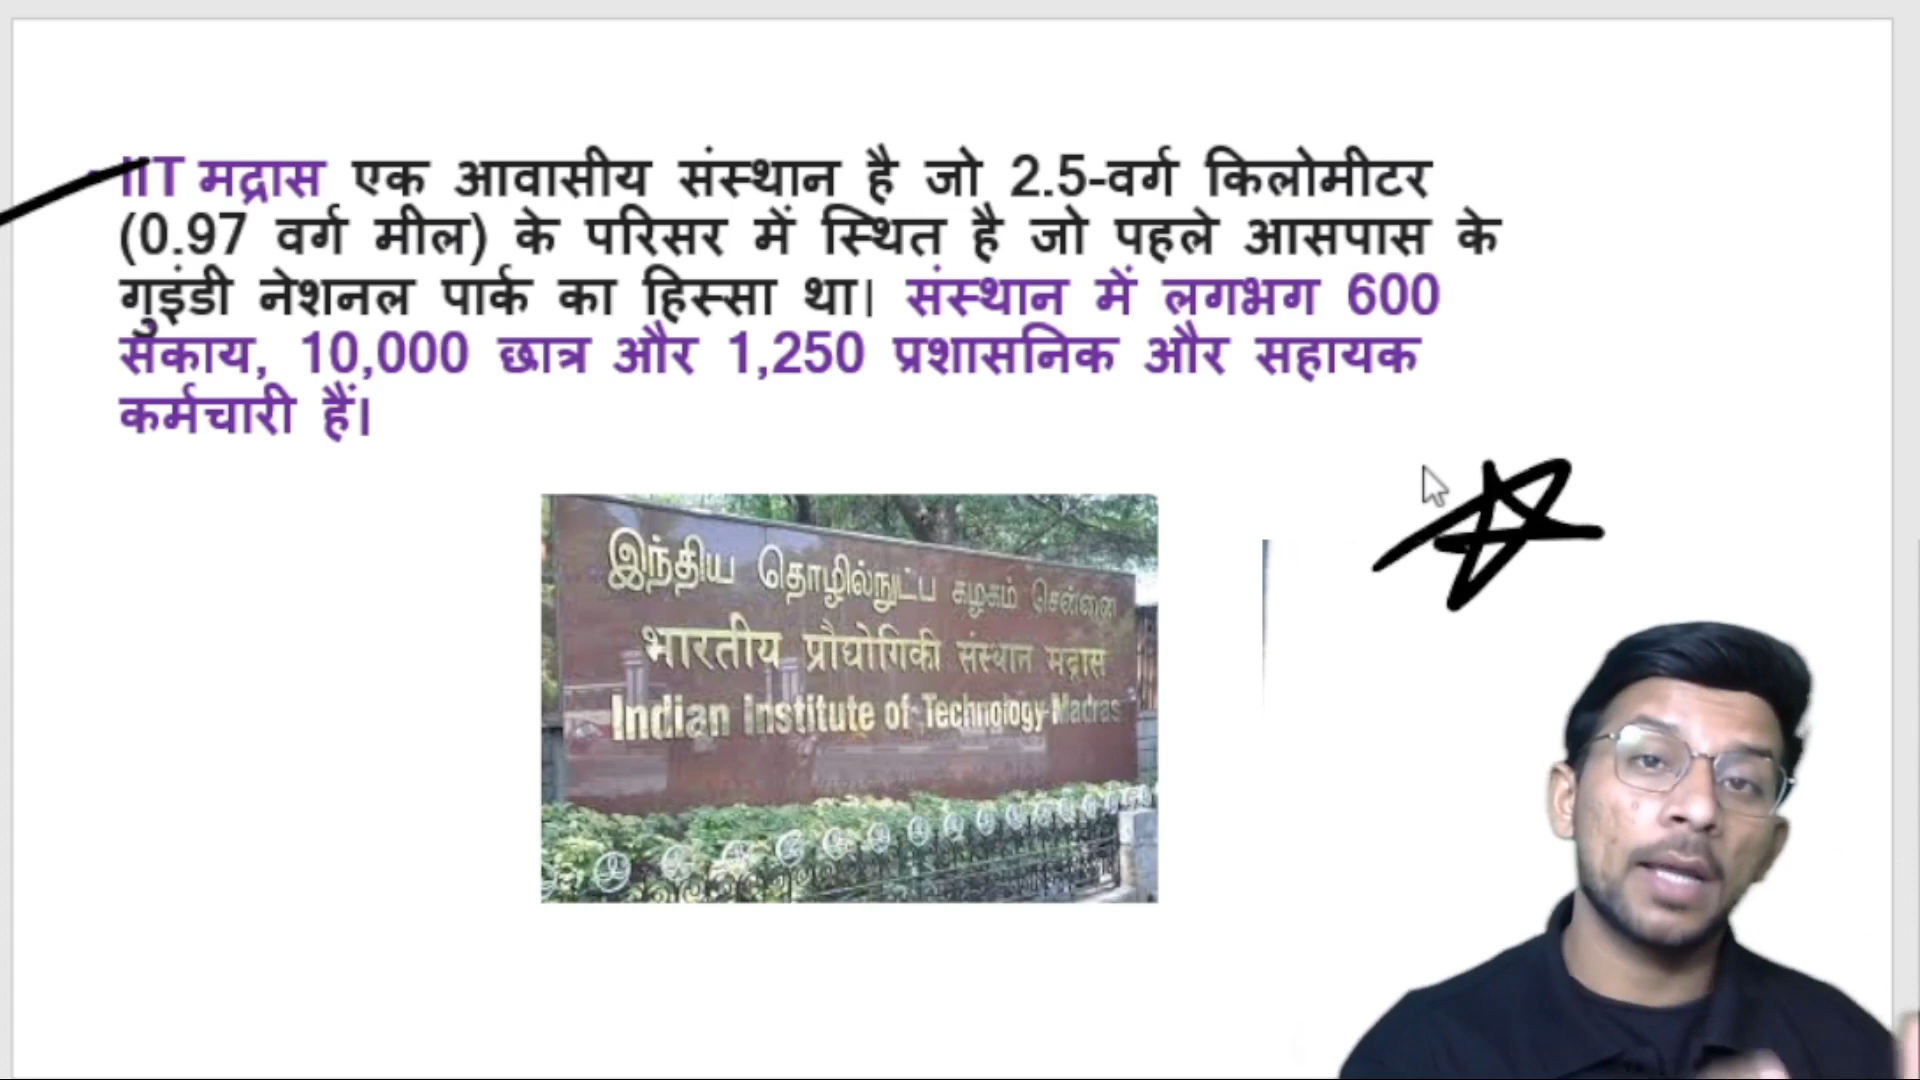 IIT मद्रास एक आवासीय संस्थान है जो 2.5-वर्ग किलोमीटर
(0.97 वर्ग मील) के परिसर में स्थित है जो पहले आसपास के
गुइंडी नेशनल पार्क का हिस्सा था। संस्थान में लगभग 600
संकाय, 10,000 छात्र और 1,250 प्रशासनिक और सहायक
कर्मचारी हैं।
இந்திய தொழில்நுட்ப கழகம் சென்னை
भारतीय प्रौद्योगिकी संस्थान मद्रास
Indian Institute of Technology Madras